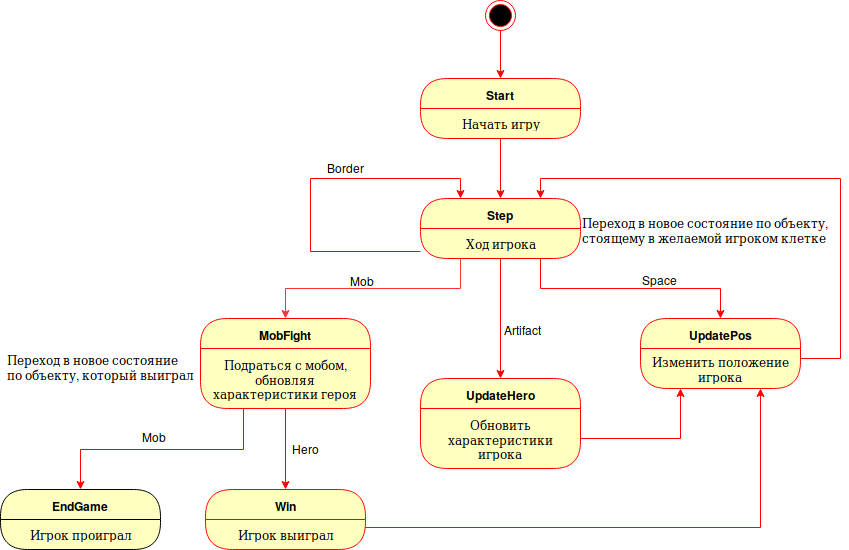 Start
Начать игру
Border
Step
Ход игрока
Переход в новое состояние по объекту,
стоящему в желаемой игроком клетке
Mob
Artifact
Space
MobFight
Подраться с мобом,
обновляя
характеристики героя
Переход в новое состояние
по объекту, который выиграл
UpdatePos
Изменить положение
игрока
UpdateHero
Обновить
характеристики
игрока
Mob
Hero
EndGame
Игрок проиграл
Win
Игрок выиграл